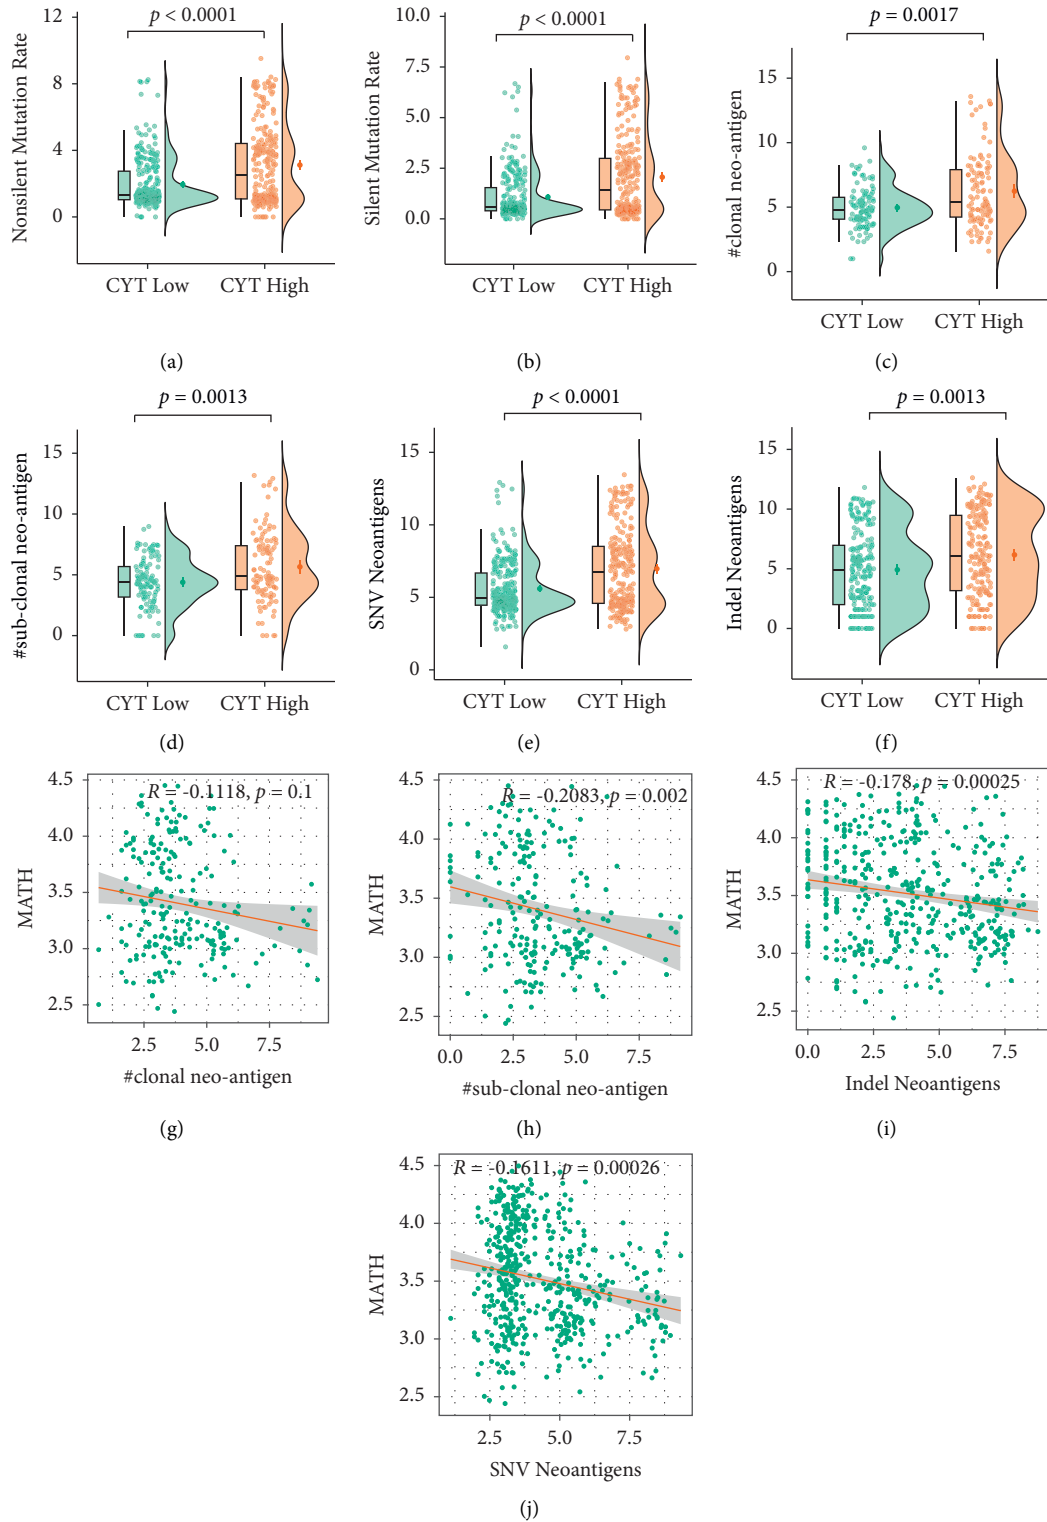 p < 0.0001
Nonsilent Mutation Rate
12
8
4
0
CYT Low CYT High
(a)
p < 0.0001
Silent Mutation Rate
10.0
7.5
5.0
2.5
0.0
CYT Low CYT High
(b)
p = 0.0017
#clonal neo-antigen
15
10
5
0
CYT Low CYT High
(c)
p = 0.0013
#sub-clonal neo-antigen
15
10
5
0
CYT Low CYT High
(d)
p < 0.0001
SNV Neoantigens
15
10
5
0
CYT Low CYT High
(e)
p = 0.0013
Indel Neoantigens
15
10
5
0
CYT Low CYT High
(f)
R = -0.1118, p = 0.1
MATH
4.5
4.0
3.5
3.0
2.5
2.5 5.0 7.5
#clonal neo-antigen
(g)
R = -0.2083, p = 0.002
MATH
4.5
4.0
3.5
3.0
2.5
0.0 2.5 5.0 7.5
#sub-clonal neo-antigen
(h)
R = -0.178, p = 0.00025
MATH
4.5
4.0
3.5
3.0
2.5
0.0 2.5 5.0 7.5
Indel Neoantigens
(i)
R = -0.1611, p = 0.00026
MATH
4.5
4.0
3.5
3.0
2.5
2.5 5.0 7.5
SNV Neoantigens
(j)